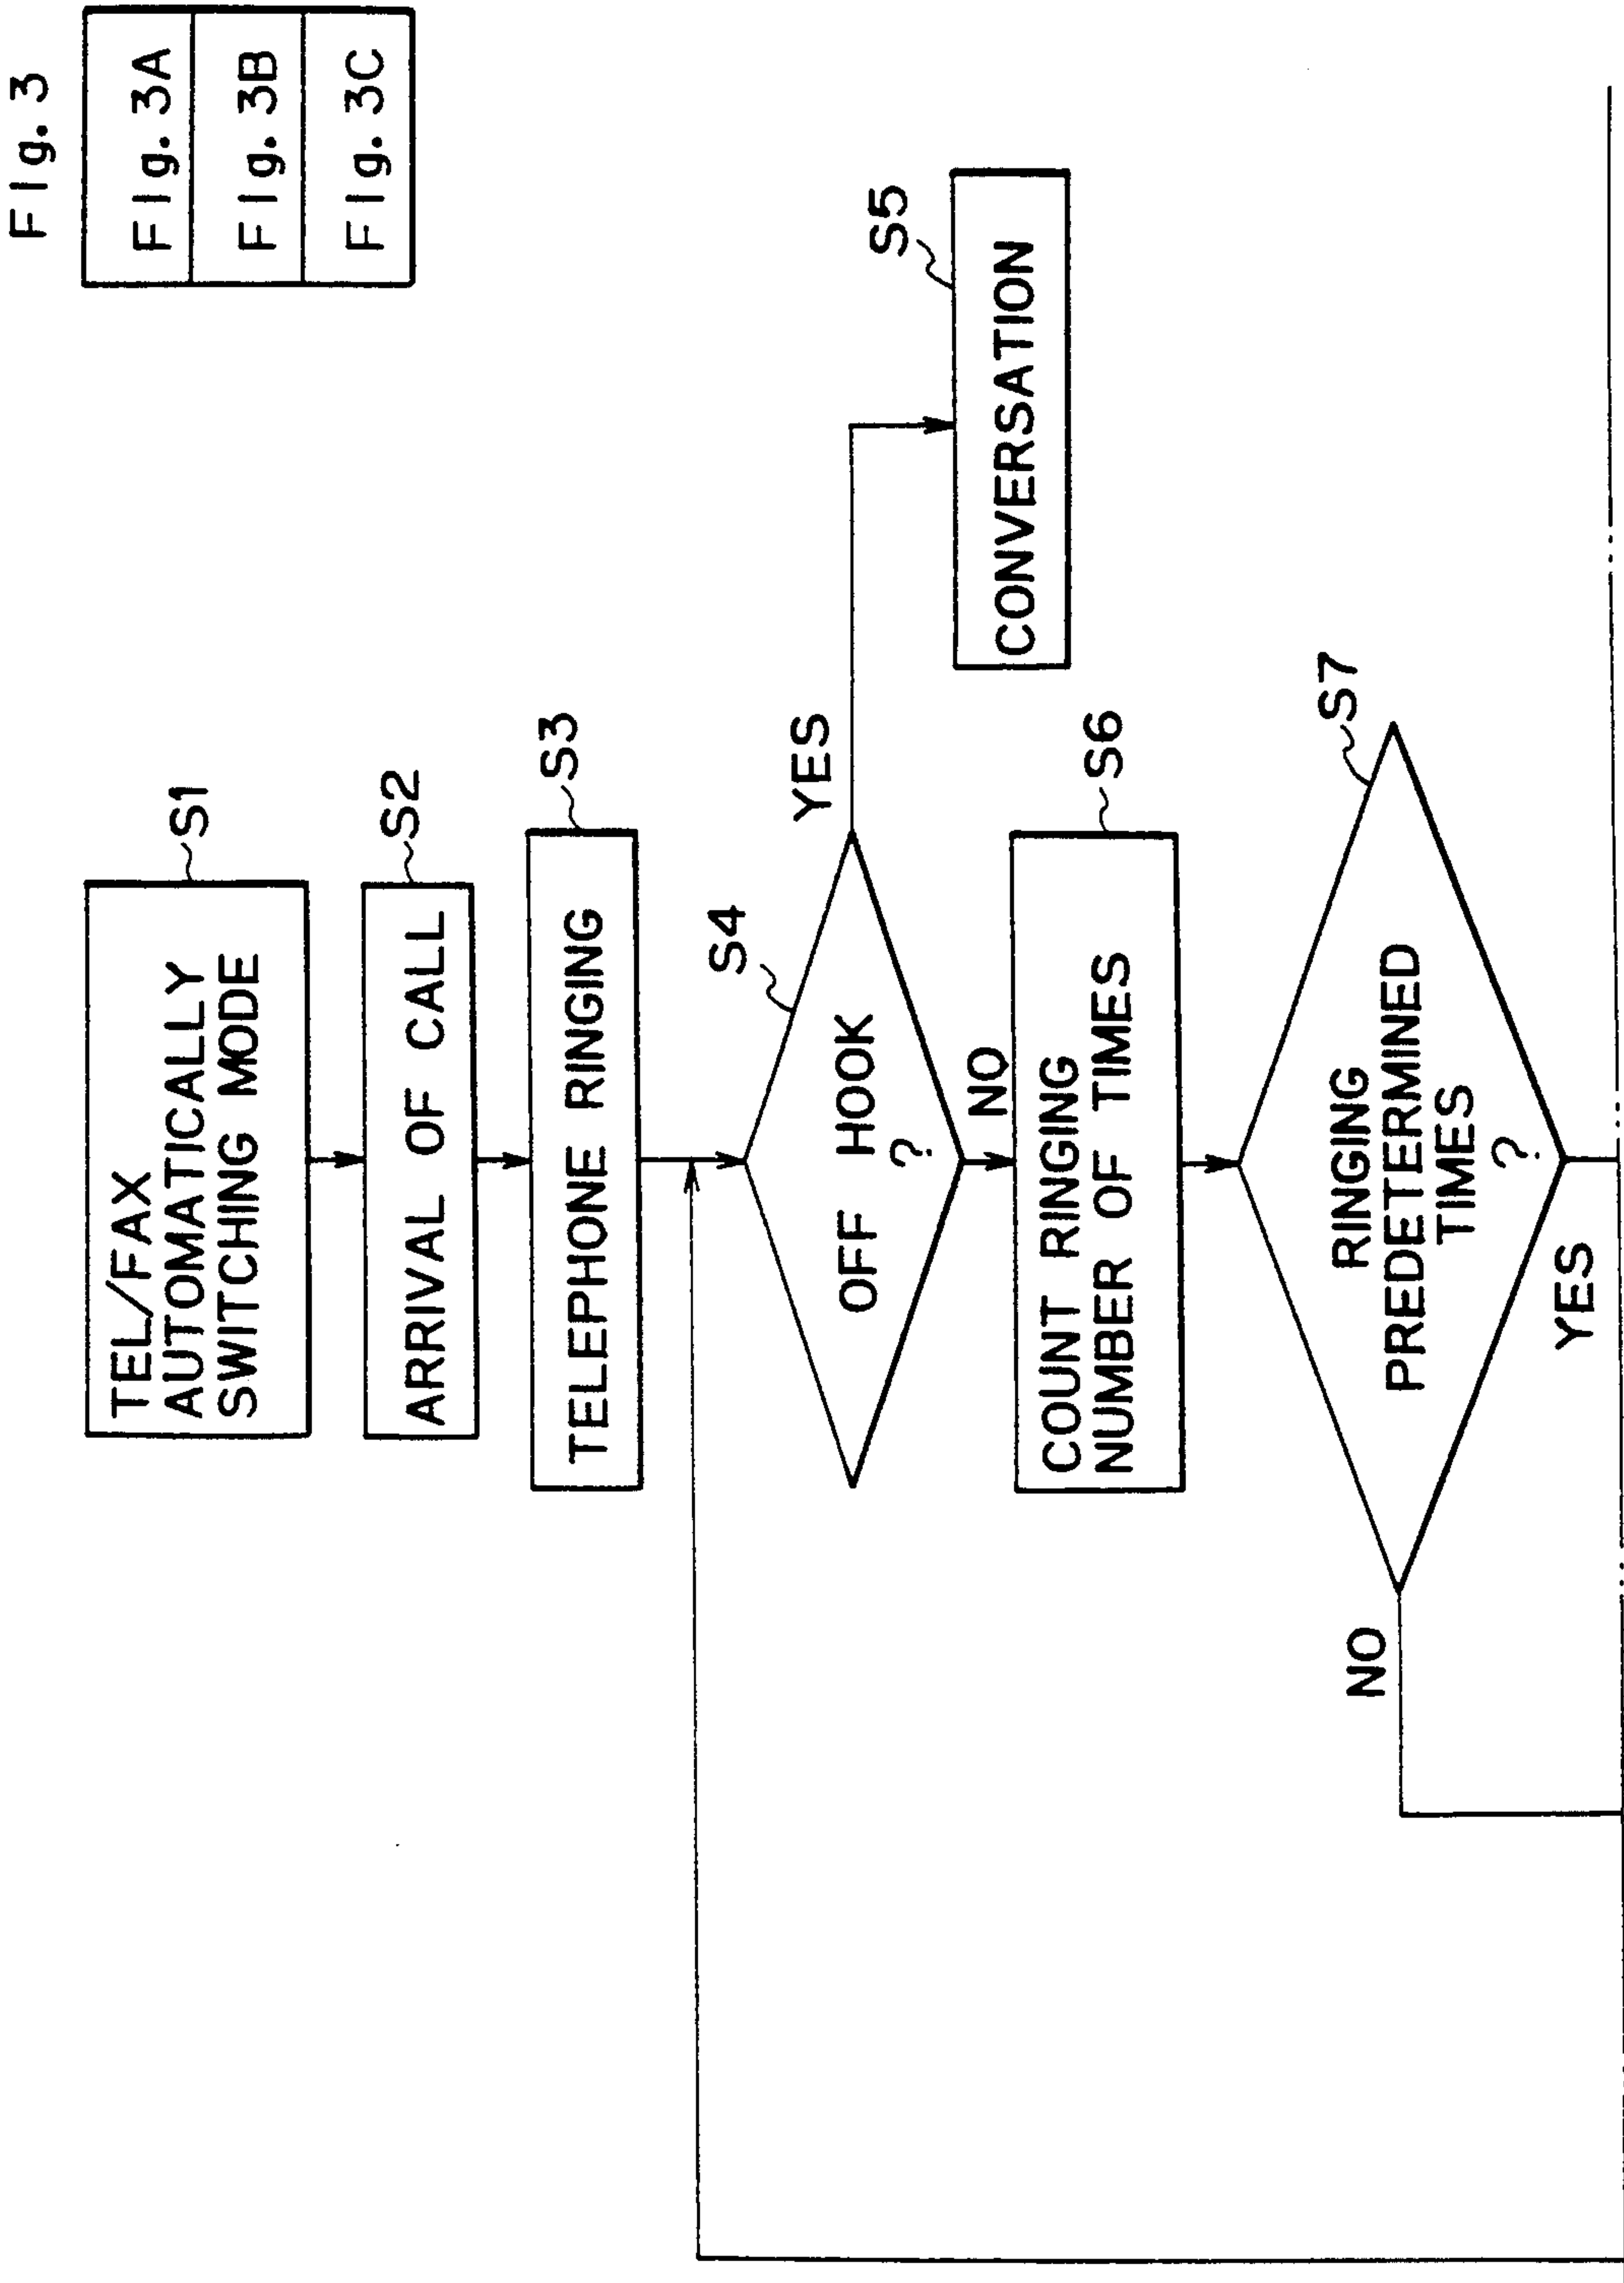 Fig. 3
Fig. 3A
Fig. 3B
Fig. 3C
TEL/FAX
AUTOMATICALLY
SWITCHING MODE
S1
ARRIVAL OF CALL
S2
TELEPHONE RINGING
S3
OFF HOOK
?
S4
YES
CONVERSATION
S5
NO
COUNT RINGING
NUMBER OF TIMES
S6
RINGING
PREDETERMINED
TIMES
?
S7
NO
YES